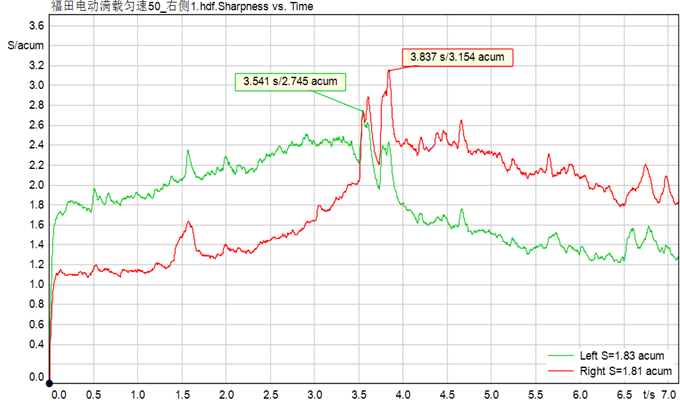 福田电动满载匀速50_右侧1.hdf.Sharpness vs. Time
S/acum
3.6
3.2
3.0
2.8
2.6
2.4
2.2
2.0
1.8
1.6
1.4
1.2
1.0
0.8
0.6
0.4
0.0
3.837 s/3.154 acum
3.541 s/2.745 acum
Left S=1.83 acum
Right S=1.81 acum
0.0 0.5 1.0 1.5 2.0 2.5 3.0 3.5 4.0 4.5 5.0 5.5 6.0 6.5 t/s 7.0